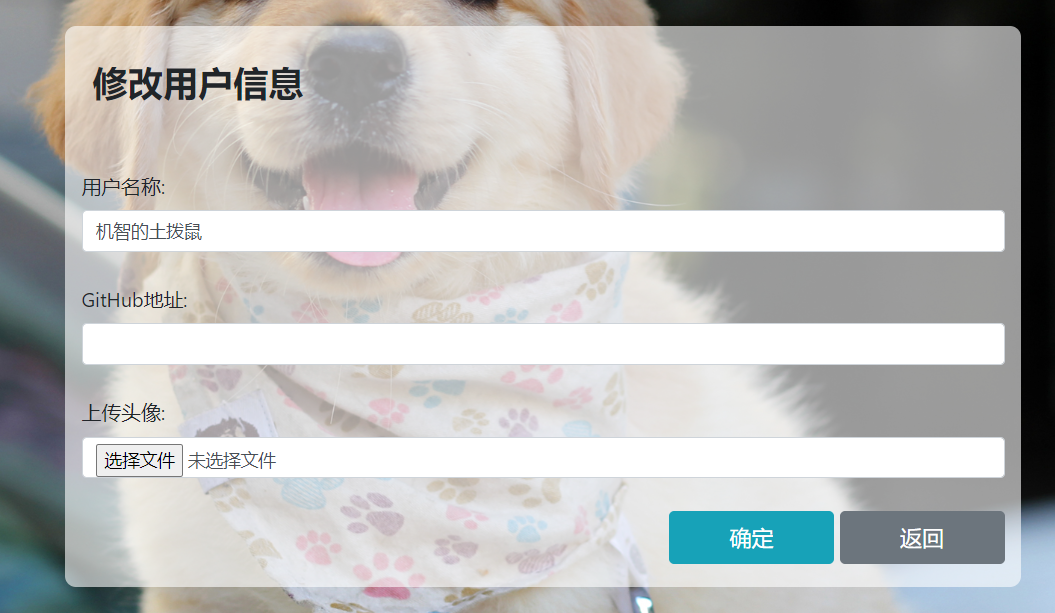 修改用户信息
用户名称:
机智的土拨鼠
GitHub地址:
上传头像:
选择文件 未选择文件
确定 返回